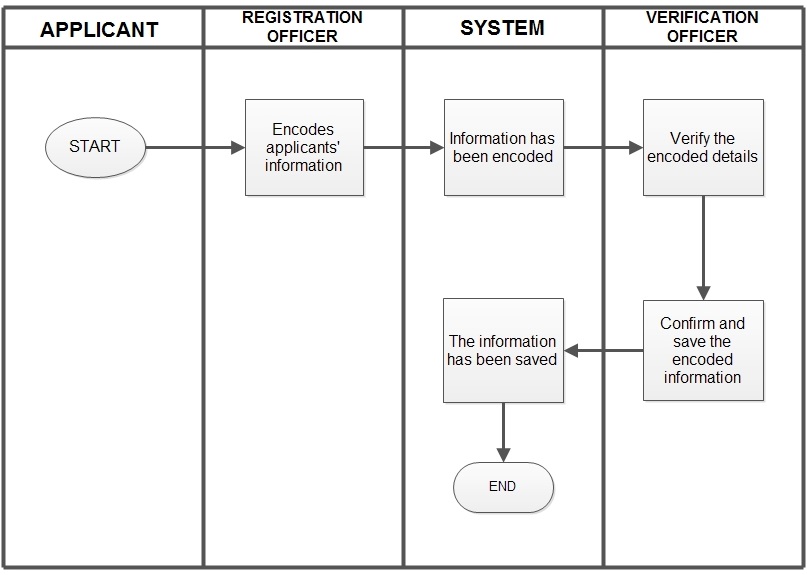 APPLICANT
REGISTRATION
OFFICER
SYSTEM
VERIFICATION
OFFICER
START
Encodes
applicants'
information
Information has
been encoded
Verify the
encoded details
Confirm and
save the
encoded
information
The information
has been saved
END